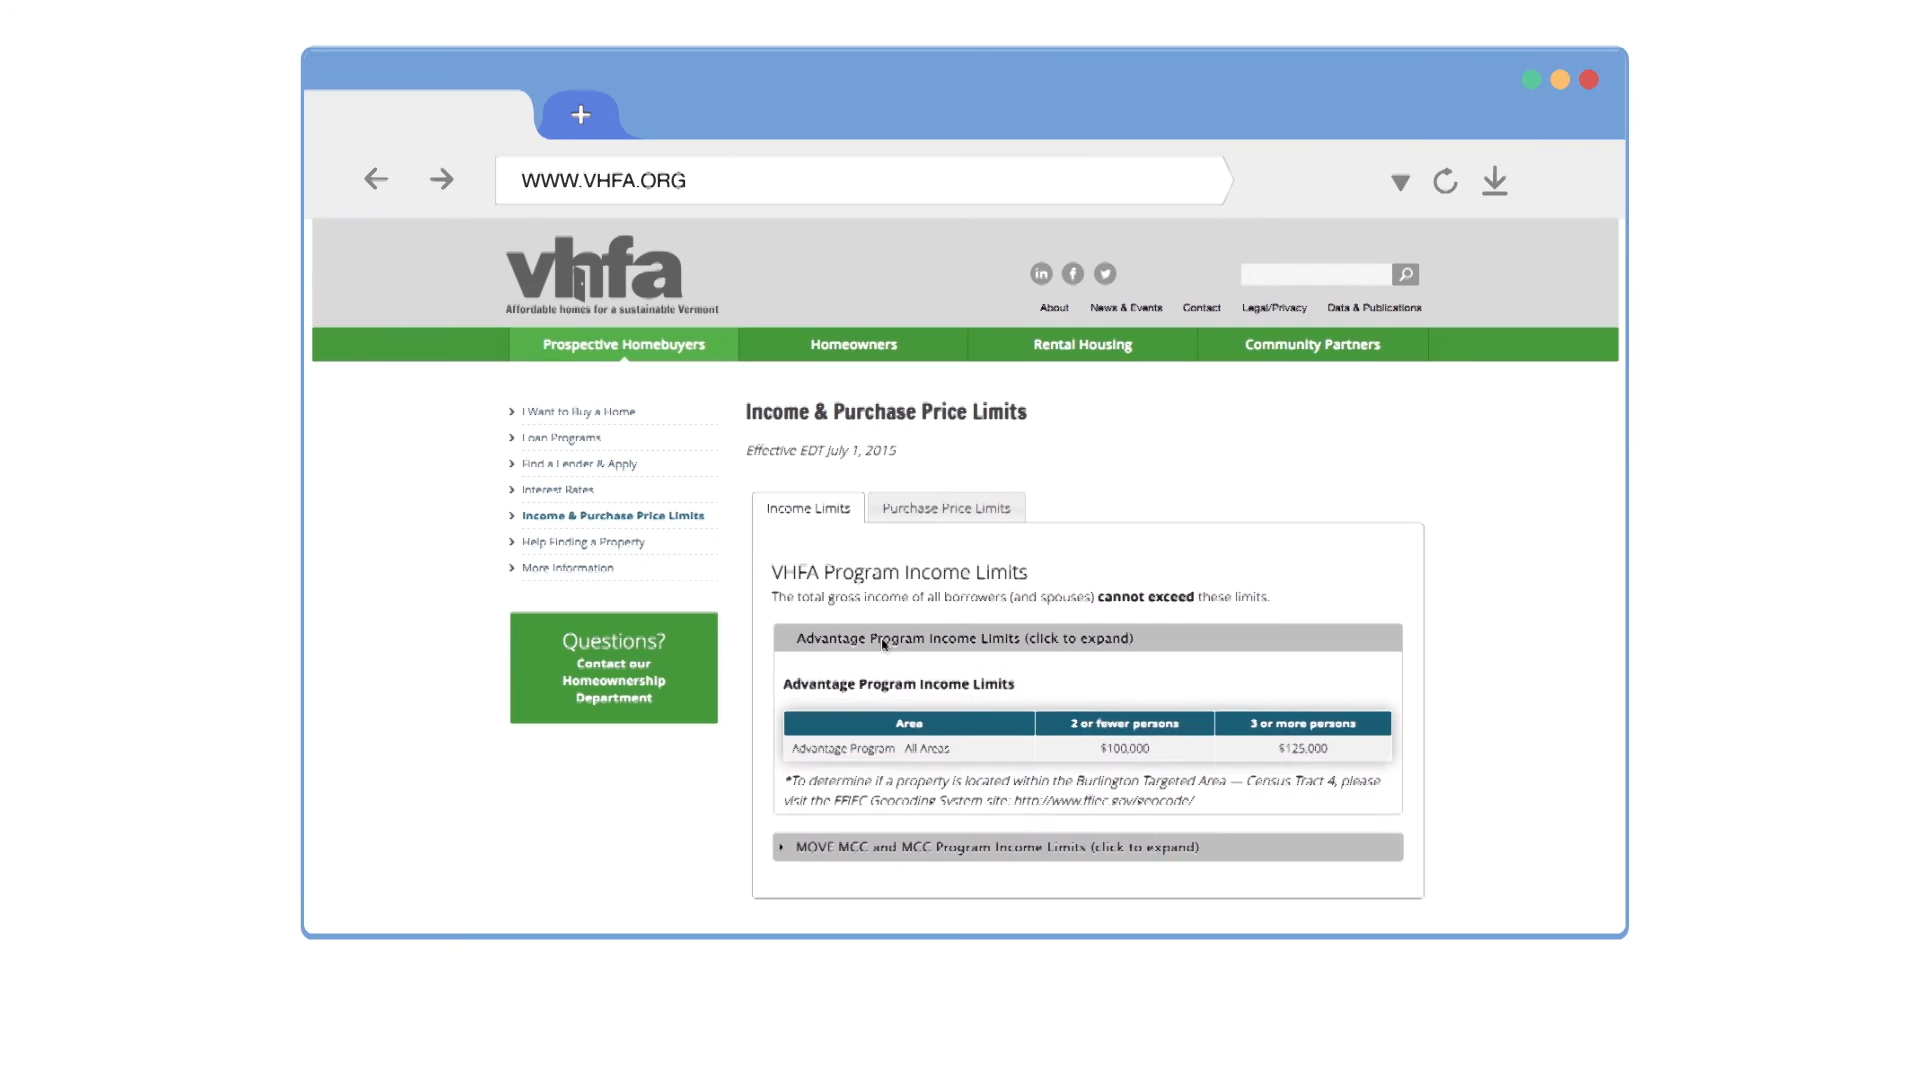 WWW.VHFA.ORG
vhfa
Affordable homes for a sustainable Vermont
About News & Events Contact Legal/Privacy Data & Publications
Prospective Homebuyers Homeowners Rental Housing Community Partners
I Want to Buy a Home
Loan Programs
Find a Lender & Apply
Interest Rates
Income & Purchase Price Limits
Help Finding a Property
More Information
Questions?
Contact our
Homeownership
Department
Income & Purchase Price Limits
Effective EDT July 1, 2015
Income Limits Purchase Price Limits
VHFA Program Income Limits
The total gross income of all borrowers (and spouses) cannot exceed these limits.
Advantage Program Income Limits (click to expand)
Advantage Program Income Limits
Area 2 or fewer persons 3 or more persons
Advantage Program All Areas $100,000 $125,000
*To determine if a property is located within the Burlington Targeted Area — Census Tract 4, please
visit the FFIEC Geocoding System site: http://www.ffiec.gov/geocode/
MOVE MCC and MCC Program Income Limits (click to expand)